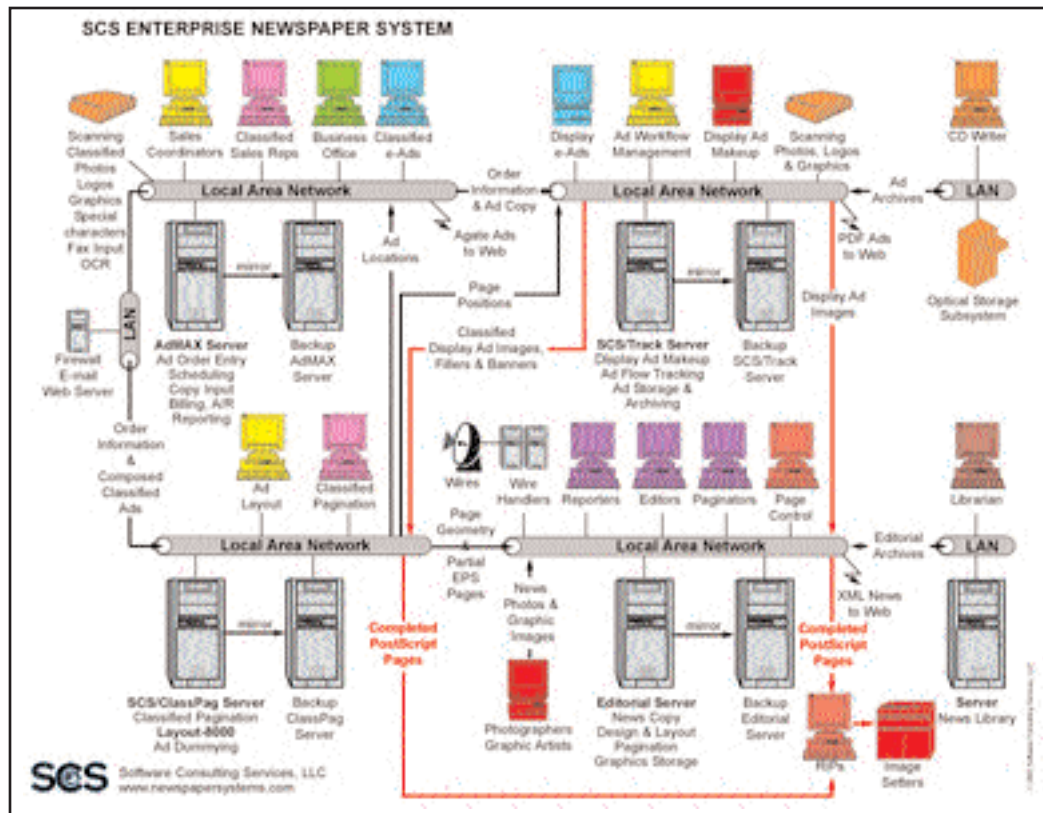 SCS ENTERPRISE NEWSPAPER SYSTEM
Scanning
Classified
Photos
Logos
Graphics
Special
characters
Fax Input
OCR
Sales
Coordinators
Classified
Sales Reps
Business
Office
Classified
e-Ads
Local Area Network
Order
Information
& Ad Copy
Agate Ads
to Web
Ad
Locations
Page
Positions
Display
e-Ads
Ad Workflow
Management
Display Ad
Makeup
Scanning
Photos, Logos
& Graphics
Local Area Network
Ad
Archives
CD Writer
LAN
PDF Ads
to Web
Optical Storage
Subsystem
mirror
AdMAX Server
Ad Order Entry
Scheduling
Copy Input
Billing, A/R
Reporting
Backup
AdMAX
Server
LAN
Firewall
E-mail
Web Server
Classified
Display Ad Images,
Fillers & Banners
mirror
SCS/Track Server
Display Ad Makeup
Ad Flow Tracking
Ad Storage &
Archiving
Backup
SCS/Track
Server
Display Ad
Images
Order
Information
&
Composed
Classified
Ads
Ad
Layout
Classified
Pagination
Local Area Network
Page
Geometry
&
Partial
EPS
Pages
Wires
Wire
Handlers
Reporters
Editors
Paginators
Page
Control
Local Area Network
Editorial
Archives
Librarian
LAN
XML News
to Web
mirror
SCS/ClassPag Server
Classified Pagination
Layout-8000
Ad Dummying
Backup
ClassPag
Server
Completed
PostScript
Pages
News
Photos &
Graphic
Images
Photographers
Graphic Artists
mirror
Editorial Server
News Copy
Design & Layout
Pagination
Graphics Storage
Backup
Editorial
Server
Completed
PostScript
Pages
RIPs
Image
Setters
Server
News Library
SCS
Software Consulting Services, LLC
www.newspapersystems.com